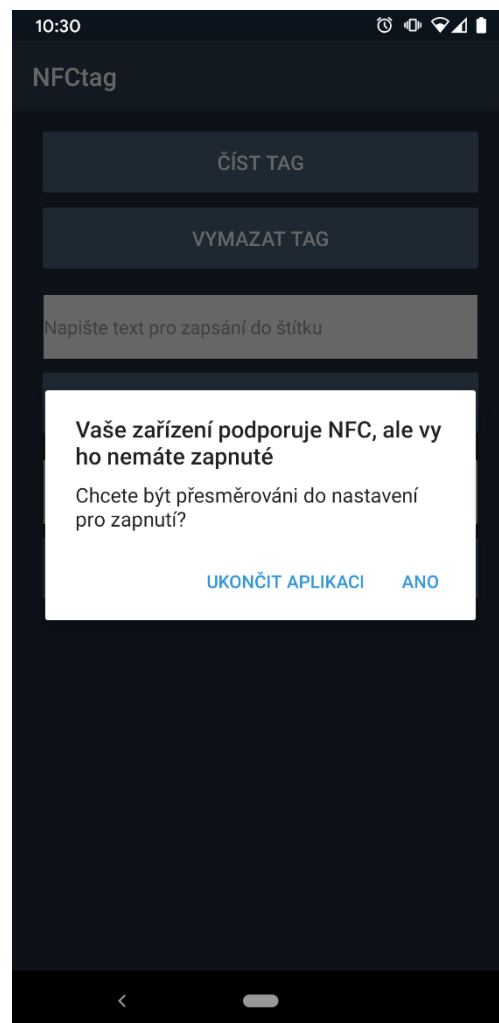 10:30
NFCtag
ČÍST TAG
VYMAZAT TAG
Napište text pro zapsání do štítku
Vaše zařízení podporuje NFC, ale vy
ho nemáte zapnuté
Chcete být přesměrováni do nastavení
pro zapnutí?
UKONČIT APLIKACI ANO